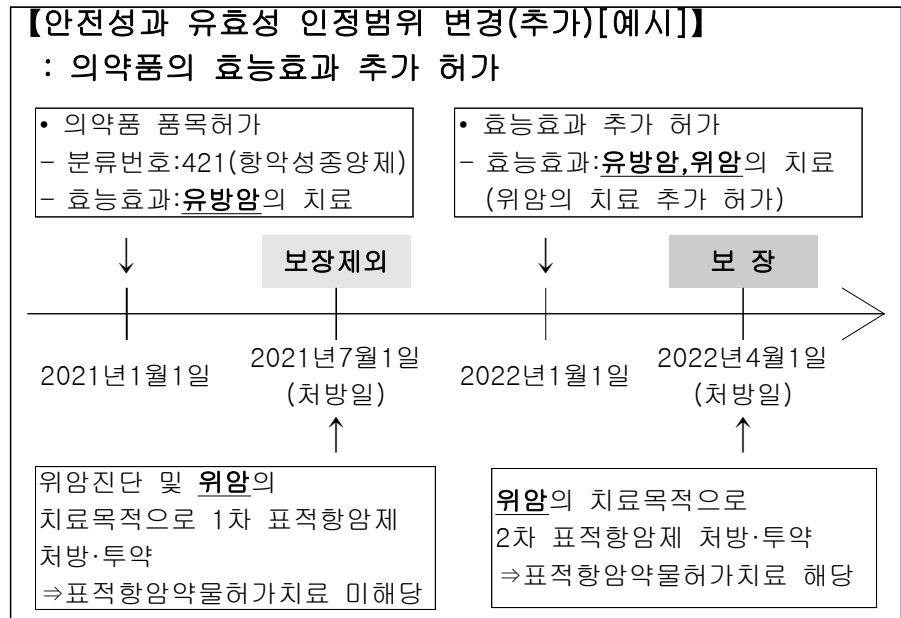 【안전성과 유효성 인정범위 변경(추가)[예시]】
: 의약품의 효능효과 추가 허가
• 의약품 품목허가
- 분류번호:421(항악성종양제)
- 효능효과:유방암의 치료
• 효능효과 추가 허가
- 효능효과:유방암,위암의 치료
(위암의 치료 추가 허가)
보장제외
보 장
2021년1월1일
2021년7월1일
(처방일)
2022년1월1일
2022년4월1일
(처방일)
위암진단 및 위암의
치료목적으로 1차 표적항암제
처방·투약
⇒표적항암약물허가치료 미해당
위암의 치료목적으로
2차 표적항암제 처방·투약
⇒표적항암약물허가치료 해당